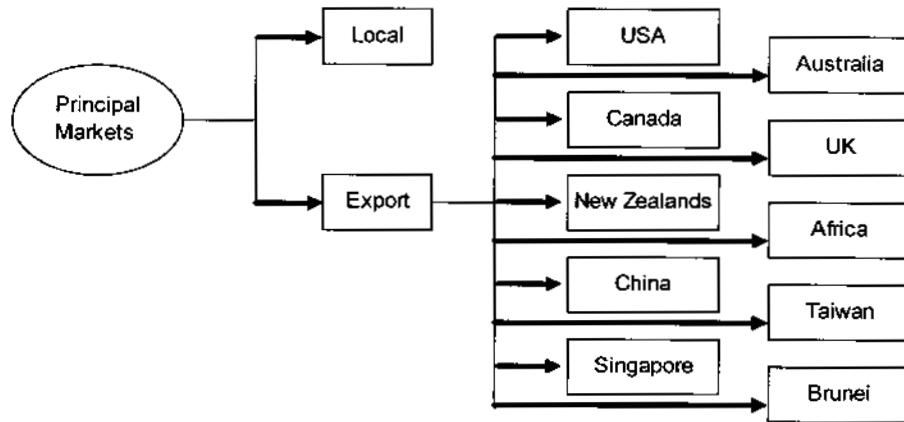 Principal
Markets
Local
Export
USA
Australia
Canada
UK
New Zealands
Africa
China
Taiwan
Singapore
Brunei